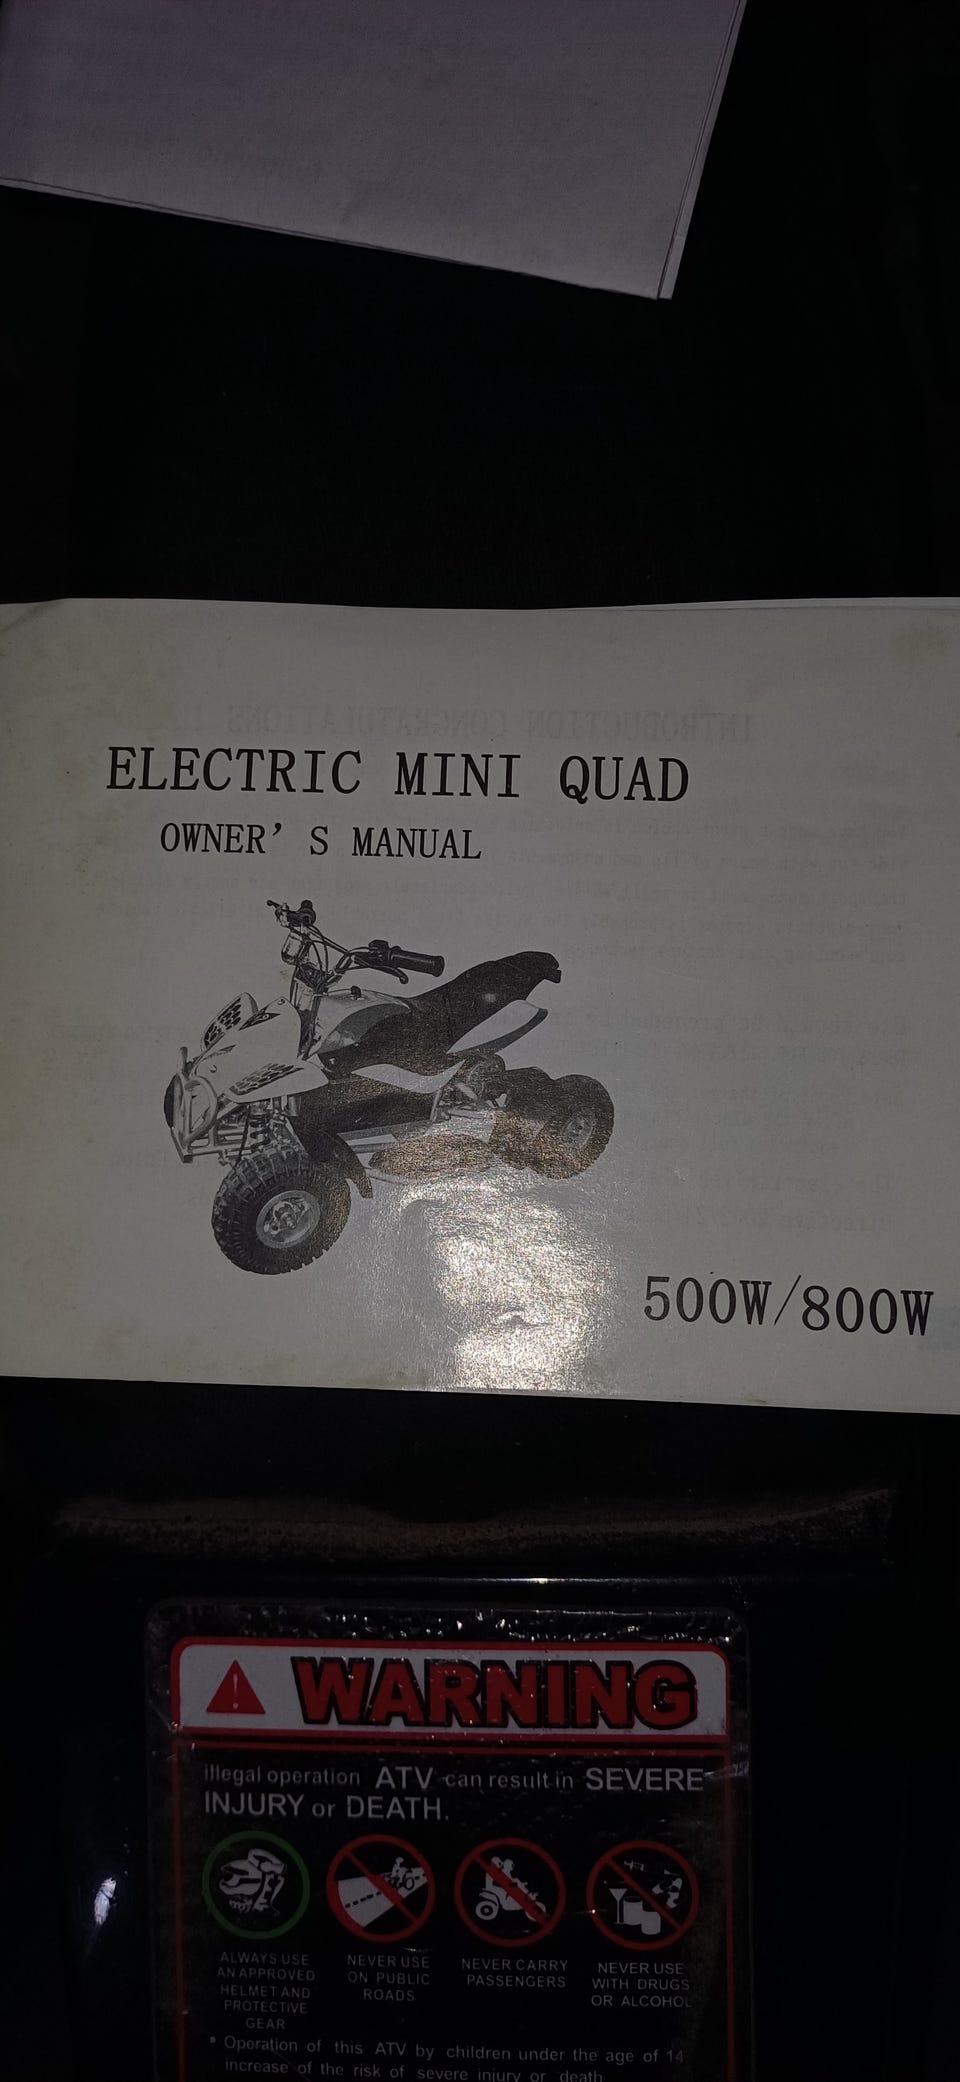 ELECTRIC MINI QUAD
OWNER' S MANUAL
500W/800W
WARNING
illegal operation ATV can result in SEVERE
INJURY or DEATH.
ALWAYS USE
AN APPROVED
HELMET AND
PROTECTIVE
GEAR
NEVER USE
ON PUBLIC
ROADS
NEVER CARRY
PASSENGERS
NEVER USE
WITH DRUGS
OR ALCOHOL
* Operation of this ATV by children under the age of 14
increase of the risk of severe injury or death